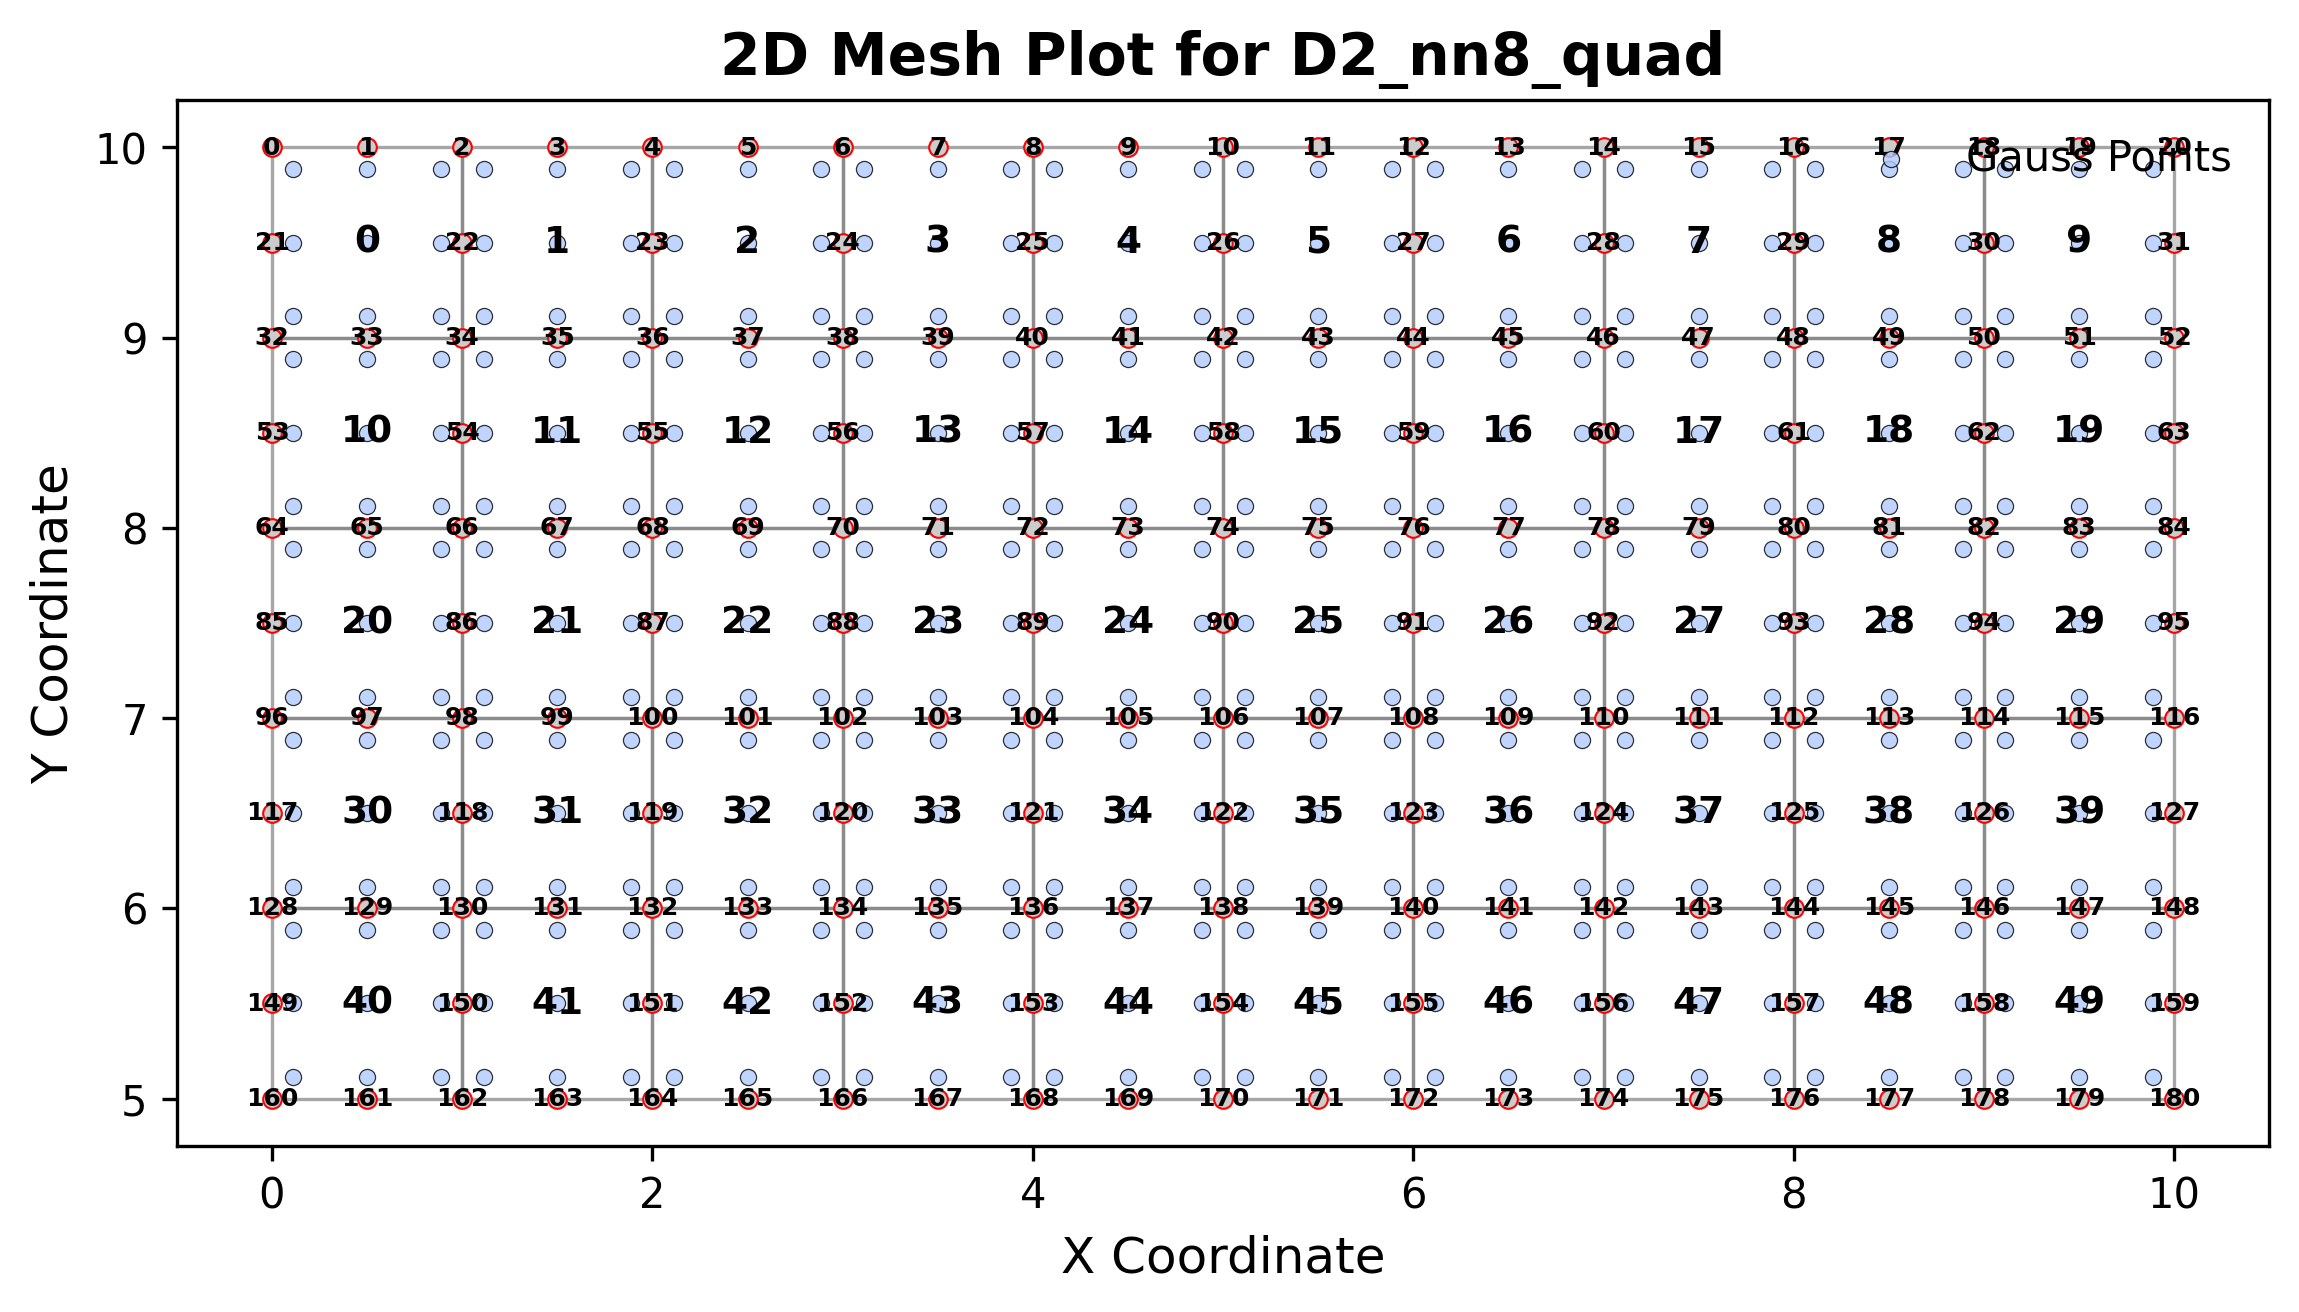 2D Mesh Plot for D2_nn8_quad
10 0 1 2 3 4 5 6 7 8 9 10 11 12 13 14 15 16 17 18 19 20
Gauss Points
21 0 22 1 23 2 24 3 25 4 26 5 27 6 28 7 29 8 30 9 31
9 32 33 34 35 36 37 38 39 40 41 42 43 44 45 46 47 48 49 50 51 52
53 10 54 11 55 12 56 13 57 14 58 15 59 16 60 17 61 18 62 19 63
8 64 65 66 67 68 69 70 71 72 73 74 75 76 77 78 79 80 81 82 83 84
85 20 86 21 87 22 88 23 89 24 90 25 91 26 92 27 93 28 94 29 95
7 96 97 98 99 100 101 102 103 104 105 106 107 108 109 110 111 112 113 114 115 116
117 30 118 31 119 32 120 33 121 34 122 35 123 36 124 37 125 38 126 39 127
6 128 129 130 131 132 133 134 135 136 137 138 139 140 141 142 143 144 145 146 147 148
149 40 150 41 151 42 152 43 153 44 154 45 155 46 156 47 157 48 158 49 159
5 160 161 162 163 164 165 166 167 168 169 170 171 172 173 174 175 176 177 178 179 180
0 2 4 6 8 10
X Coordinate
Y Coordinate